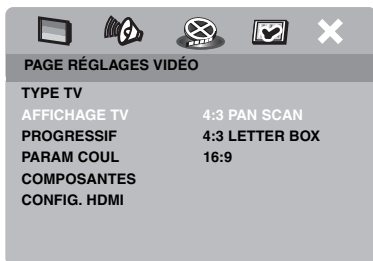 PAGE RÉGLAGES VIDÉO
TYPE TV
AFFICHAGE TV 4:3 PAN SCAN
PROGRESSIF 4:3 LETTER BOX
PARAM COUL 16:9
COMPOSANTES
CONFIG. HDMI